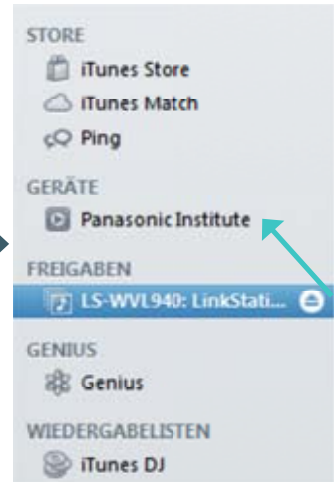 STORE
iTunes Store
iTunes Match
Ping
GERÄTE
Panasonic Institute
FREIGABEN
LS-WVL940: LinkStati...
GENIUS
Genius
WIEDERGABELISTEN
iTunes DJ